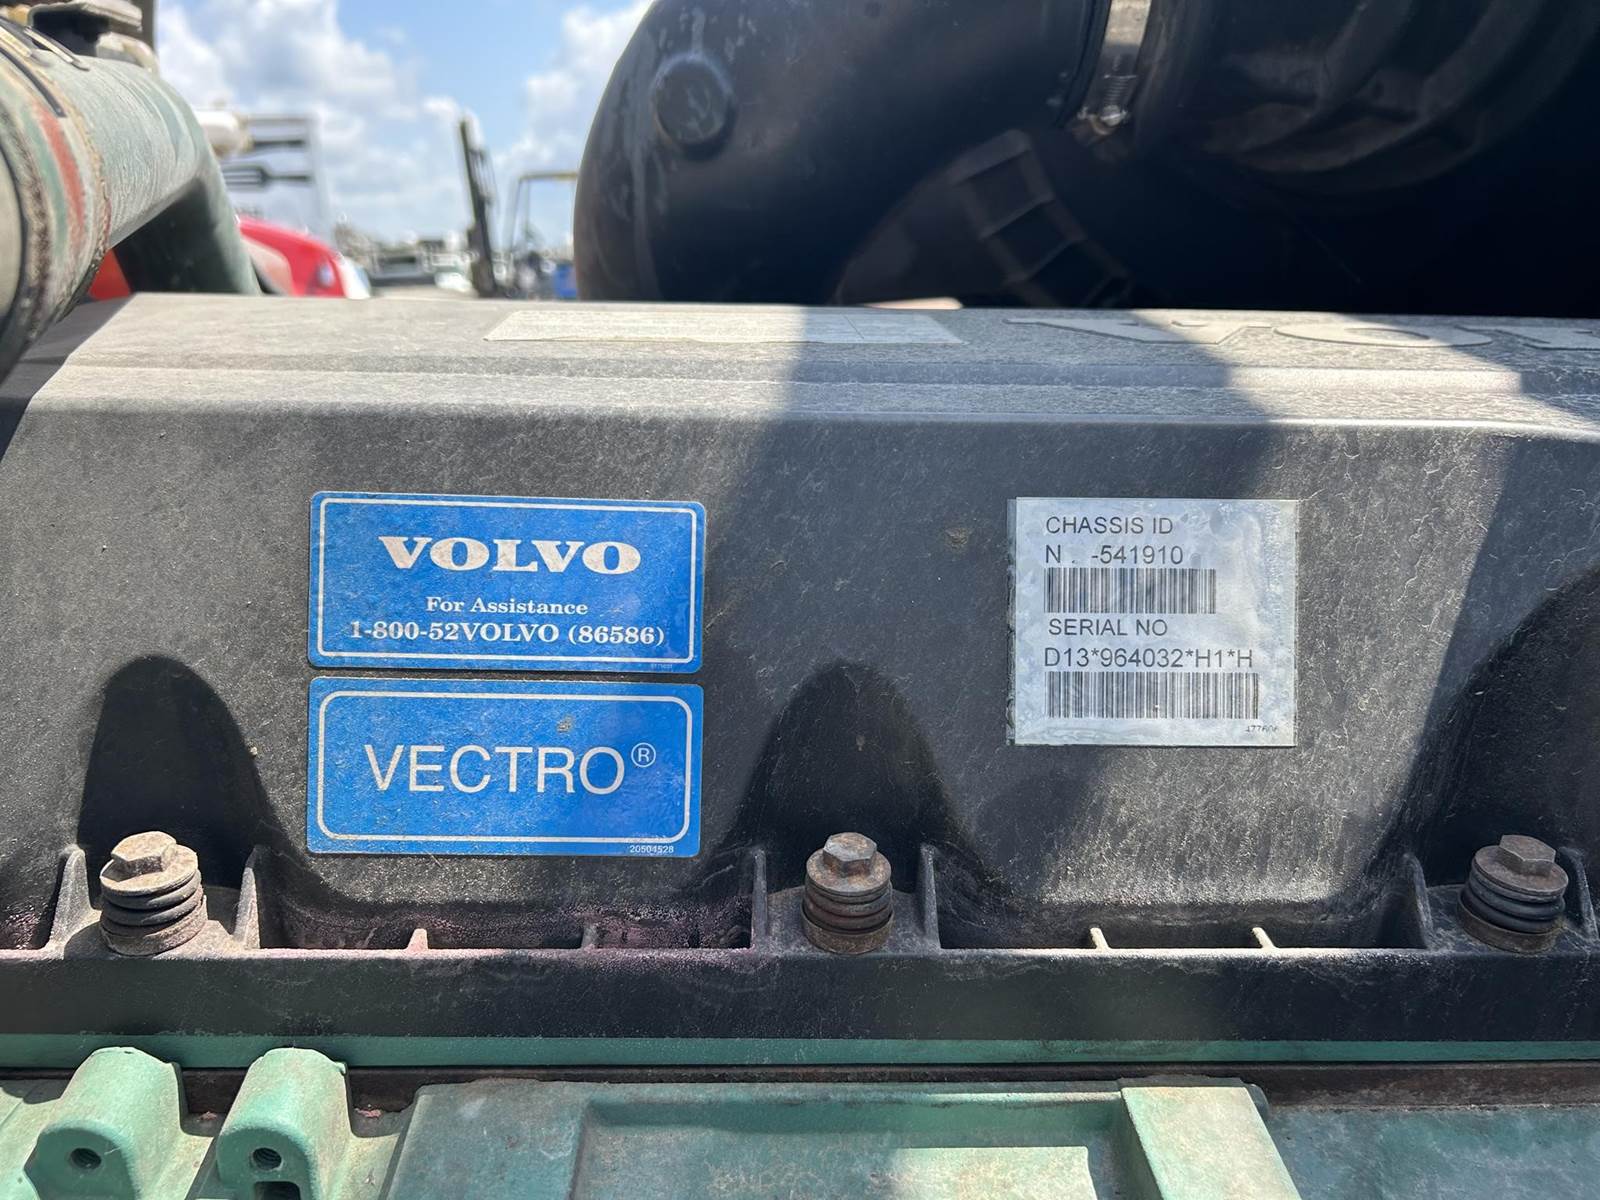 VOLVO
For Assistance
1-800-52VOLVO (86586)
VECTRO®
20504528
CHASSIS ID
N . -541910
SERIAL NO
D13*964032*H1*H